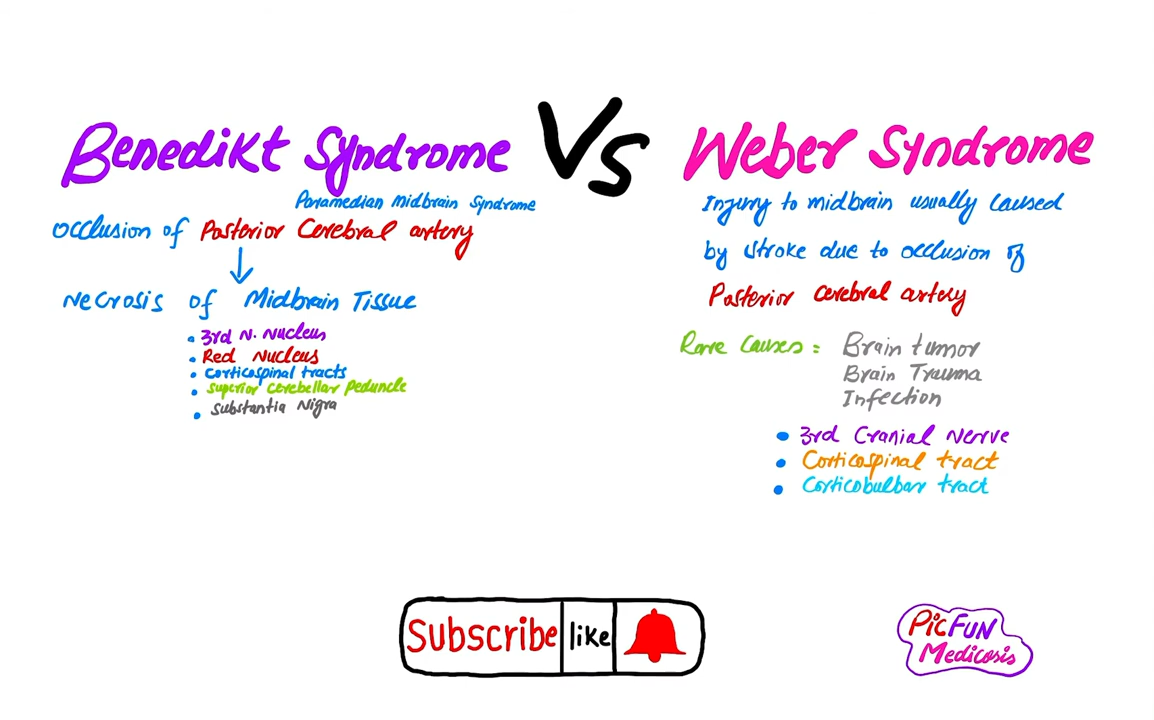 Benedikt Syndrome
Vs
Weber Syndrome
Paramedian Midbrain Syndrome
Occlusion of Posterior Cerebral artery
Necrosis of Midbrain Tissue
3rd N. Nucleus
Red Nucleus
Corticospinal tracts
Superior Cerebellar Peduncle
Substantia Nigra
Injury to midbrain usually caused
by stroke due to occlusion of
Posterior cerebral artery
Rare Causes : Brain tumor
Brain Trauma
Infection
3rd Cranial Nerve
Corticospinal tract
Corticobulbar tract
Subscribe like
PicFUN
Medicosis